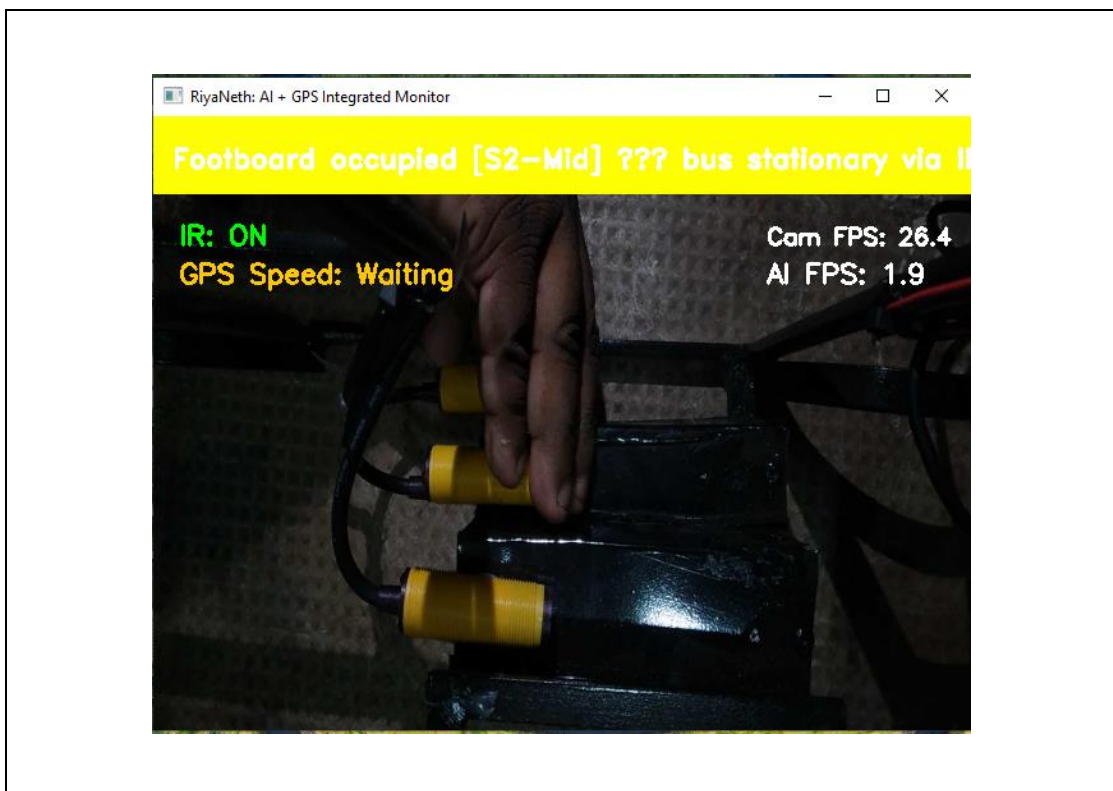 RiyaNeth: AI + GPS Integrated Monitor
Footboard occupied [S2-Mid] ??? bus stationary via
IR: ON
GPS Speed: Waiting
Cam FPS: 26.4
AI FPS: 1.9